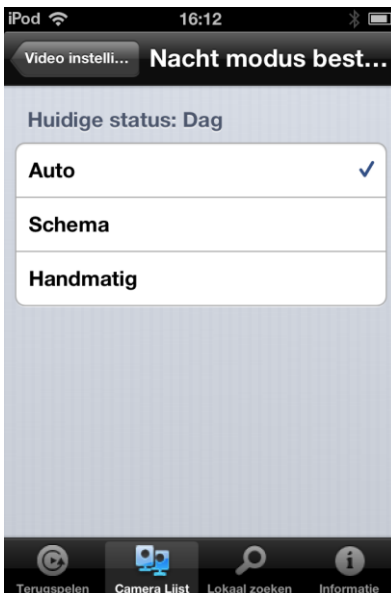 iPod 16:12
Video instelli... Nacht modus best...
Huidige status: Dag
Auto
Schema
Handmatig
Terugspelen Camera Lijst Lokaal zoeken Informatie